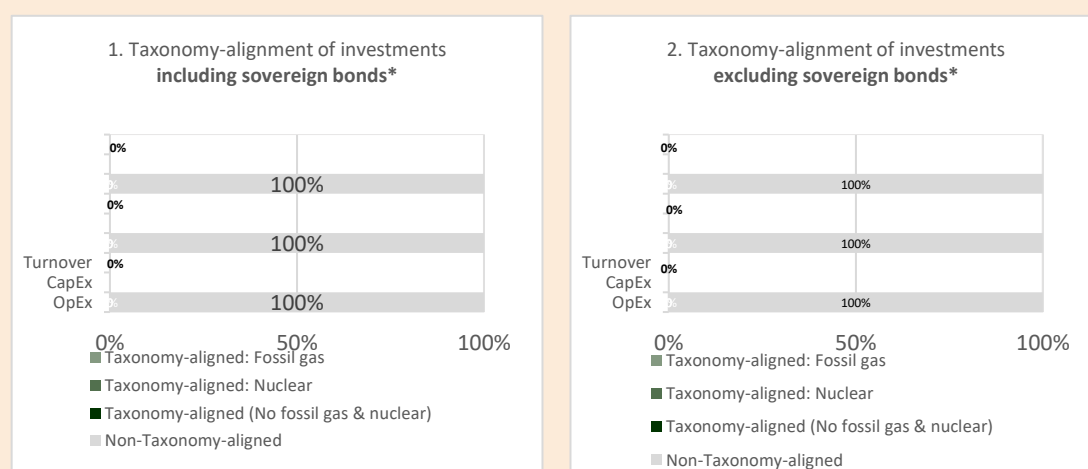 1. Taxonomy-alignment of investments
including sovereign bonds*
0%
100%
0%
100%
Turnover
0%
CapEx
OpEx
100%
0%
50%
100%
Taxonomy-aligned: Fossil gas
Taxonomy-aligned: Nuclear
Taxonomy-aligned (No fossil gas & nuclear)
Non-Taxonomy-aligned
2. Taxonomy-alignment of investments
excluding sovereign bonds*
0%
100%
0%
100%
Turnover
0%
CapEx
OpEx
100%
0%
50%
100%
Taxonomy-aligned: Fossil gas
Taxonomy-aligned: Nuclear
Taxonomy-aligned (No fossil gas & nuclear)
Non-Taxonomy-aligned